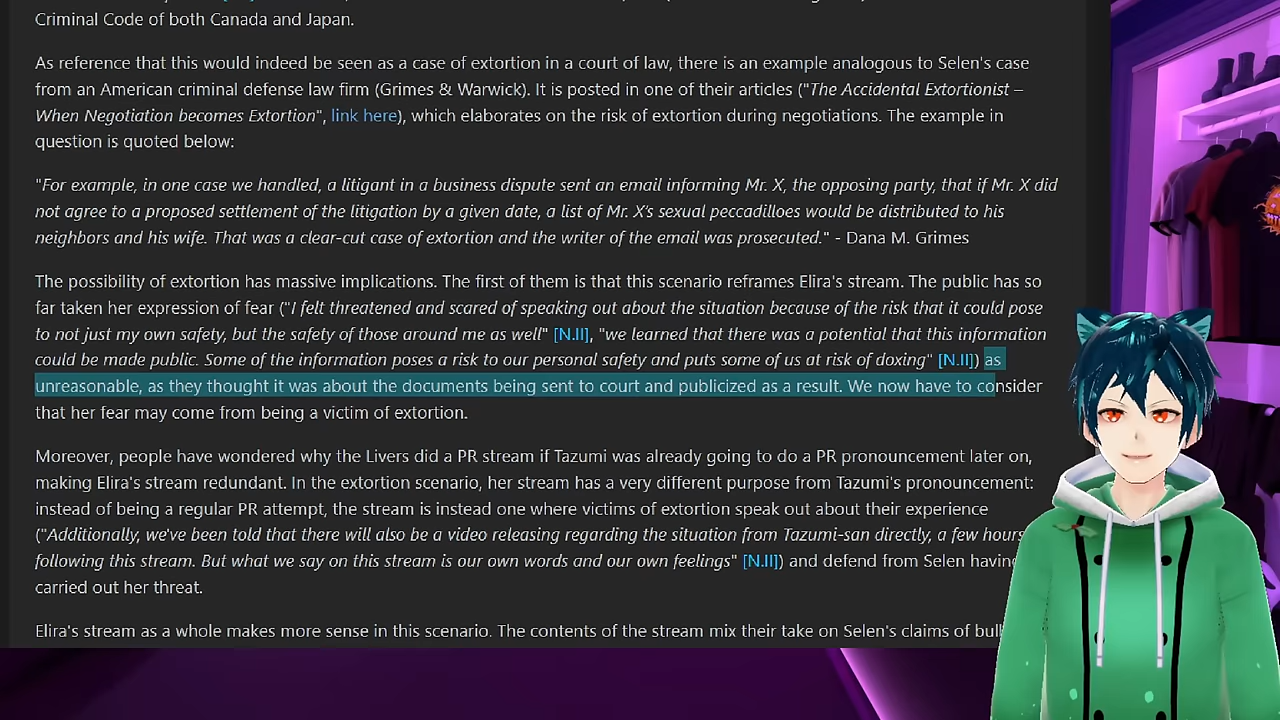 Criminal Code of both Canada and Japan.
As reference that this would indeed be seen as a case of extortion in a court of law, there is an example analogous to Selen's case
from an American criminal defense law firm (Grimes & Warwick). It is posted in one of their articles ("The Accidental Extortionist –
When Negotiation becomes Extortion", link here), which elaborates on the risk of extortion during negotiations. The example in
question is quoted below:
"For example, in one case we handled, a litigant in a business dispute sent an email informing Mr. X, the opposing party, that if Mr. X did
not agree to a proposed settlement of the litigation by a given date, a list of Mr. X's sexual peccadilloes would be distributed to his
neighbors and his wife. That was a clear-cut case of extortion and the writer of the email was prosecuted." - Dana M. Grimes
The possibility of extortion has massive implications. The first of them is that this scenario reframes Elira's stream. The public has so
far taken her expression of fear ("I felt threatened and scared of speaking out about the situation because of the risk that it could pose
to not just my own safety, but the safety of those around me as well" [N.II], "we learned that there was a potential that this information
could be made public. Some of the information poses a risk to our personal safety and puts some of us at risk of doxing" [N.II]) as
unreasonable, as they thought it was about the documents being sent to court and publicized as a result. We now have to consider
that her fear may come from being a victim of extortion.
Moreover, people have wondered why the Livers did a PR stream if Tazumi was already going to do a PR pronouncement later on,
making Elira's stream redundant. In the extortion scenario, her stream has a very different purpose from Tazumi's pronouncement:
instead of being a regular PR attempt, the stream is instead one where victims of extortion speak out about their experience
("Additionally, we've been told that there will also be a video releasing regarding the situation from Tazumi-san directly, a few hours
following this stream. But what we say on this stream is our own words and our own feelings" [N.II]) and defend from Selen having
carried out her threat.
Elira's stream as a whole makes more sense in this scenario. The contents of the stream mix their take on Selen's claims of